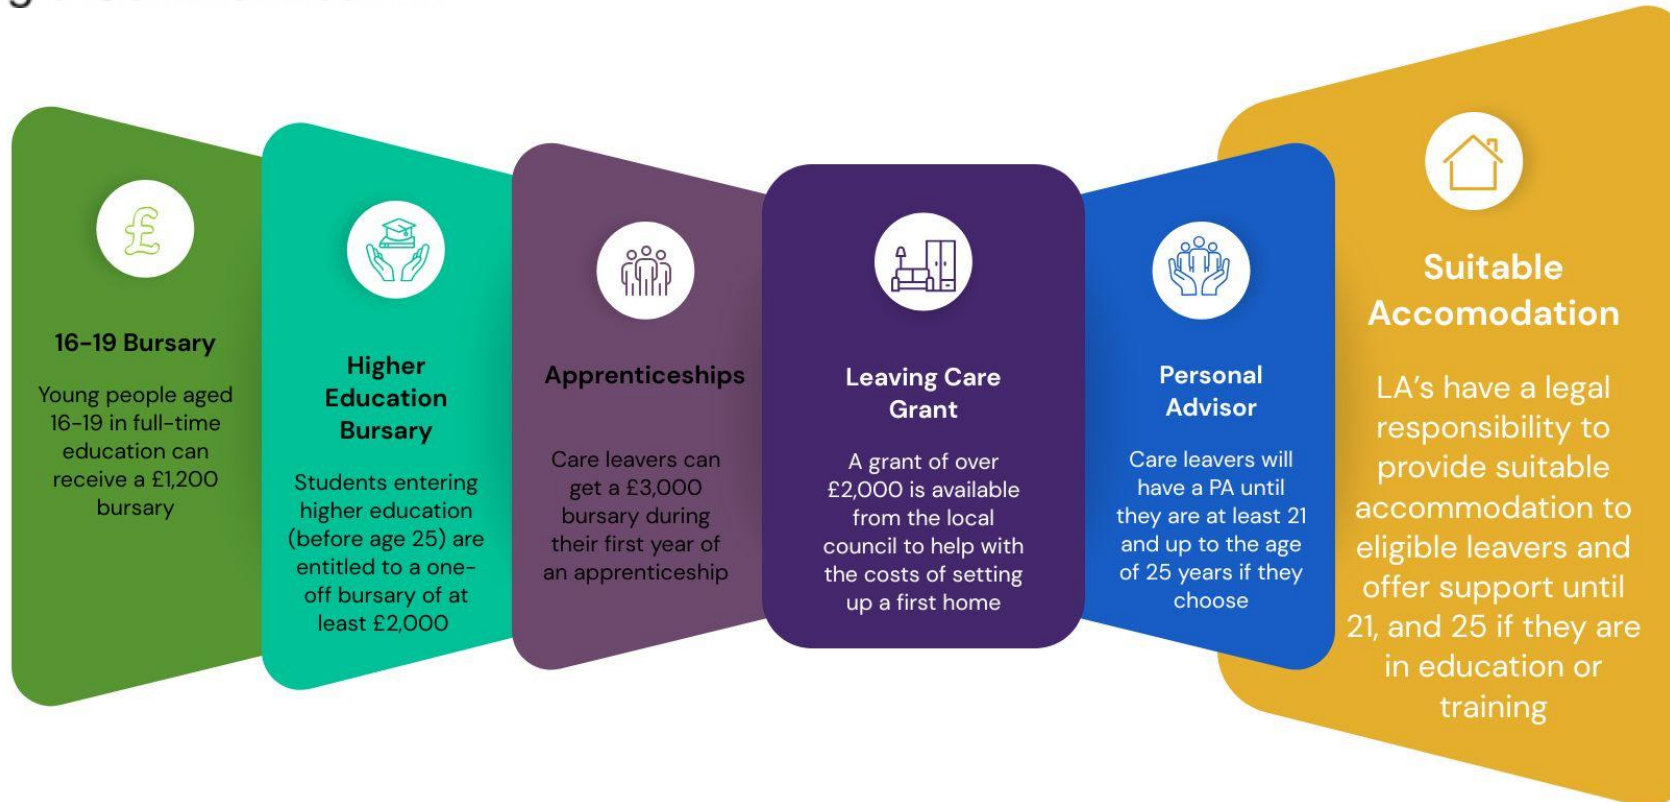 16-19 Bursary
Young people aged
16-19 in full-time
education can
receive a £1,200
bursary
Higher
Education
Bursary
Students entering
higher education
(before age 25) are
entitled to a one-
off bursary of at
least £2,000
Apprenticeships
Care leavers can
get a £3,000
bursary during
their first year of
an apprenticeship
Leaving Care
Grant
A grant of over
£2,000 is available
from the local
council to help with
the costs of setting
up a first home
Personal
Advisor
Care leavers will
have a PA until
they are at least 21
and up to the age
of 25 years if they
choose
Suitable
Accomodation
LA's have a legal
responsibility to
provide suitable
accommodation to
eligible leavers and
offer support until
21, and 25 if they are
in education or
training